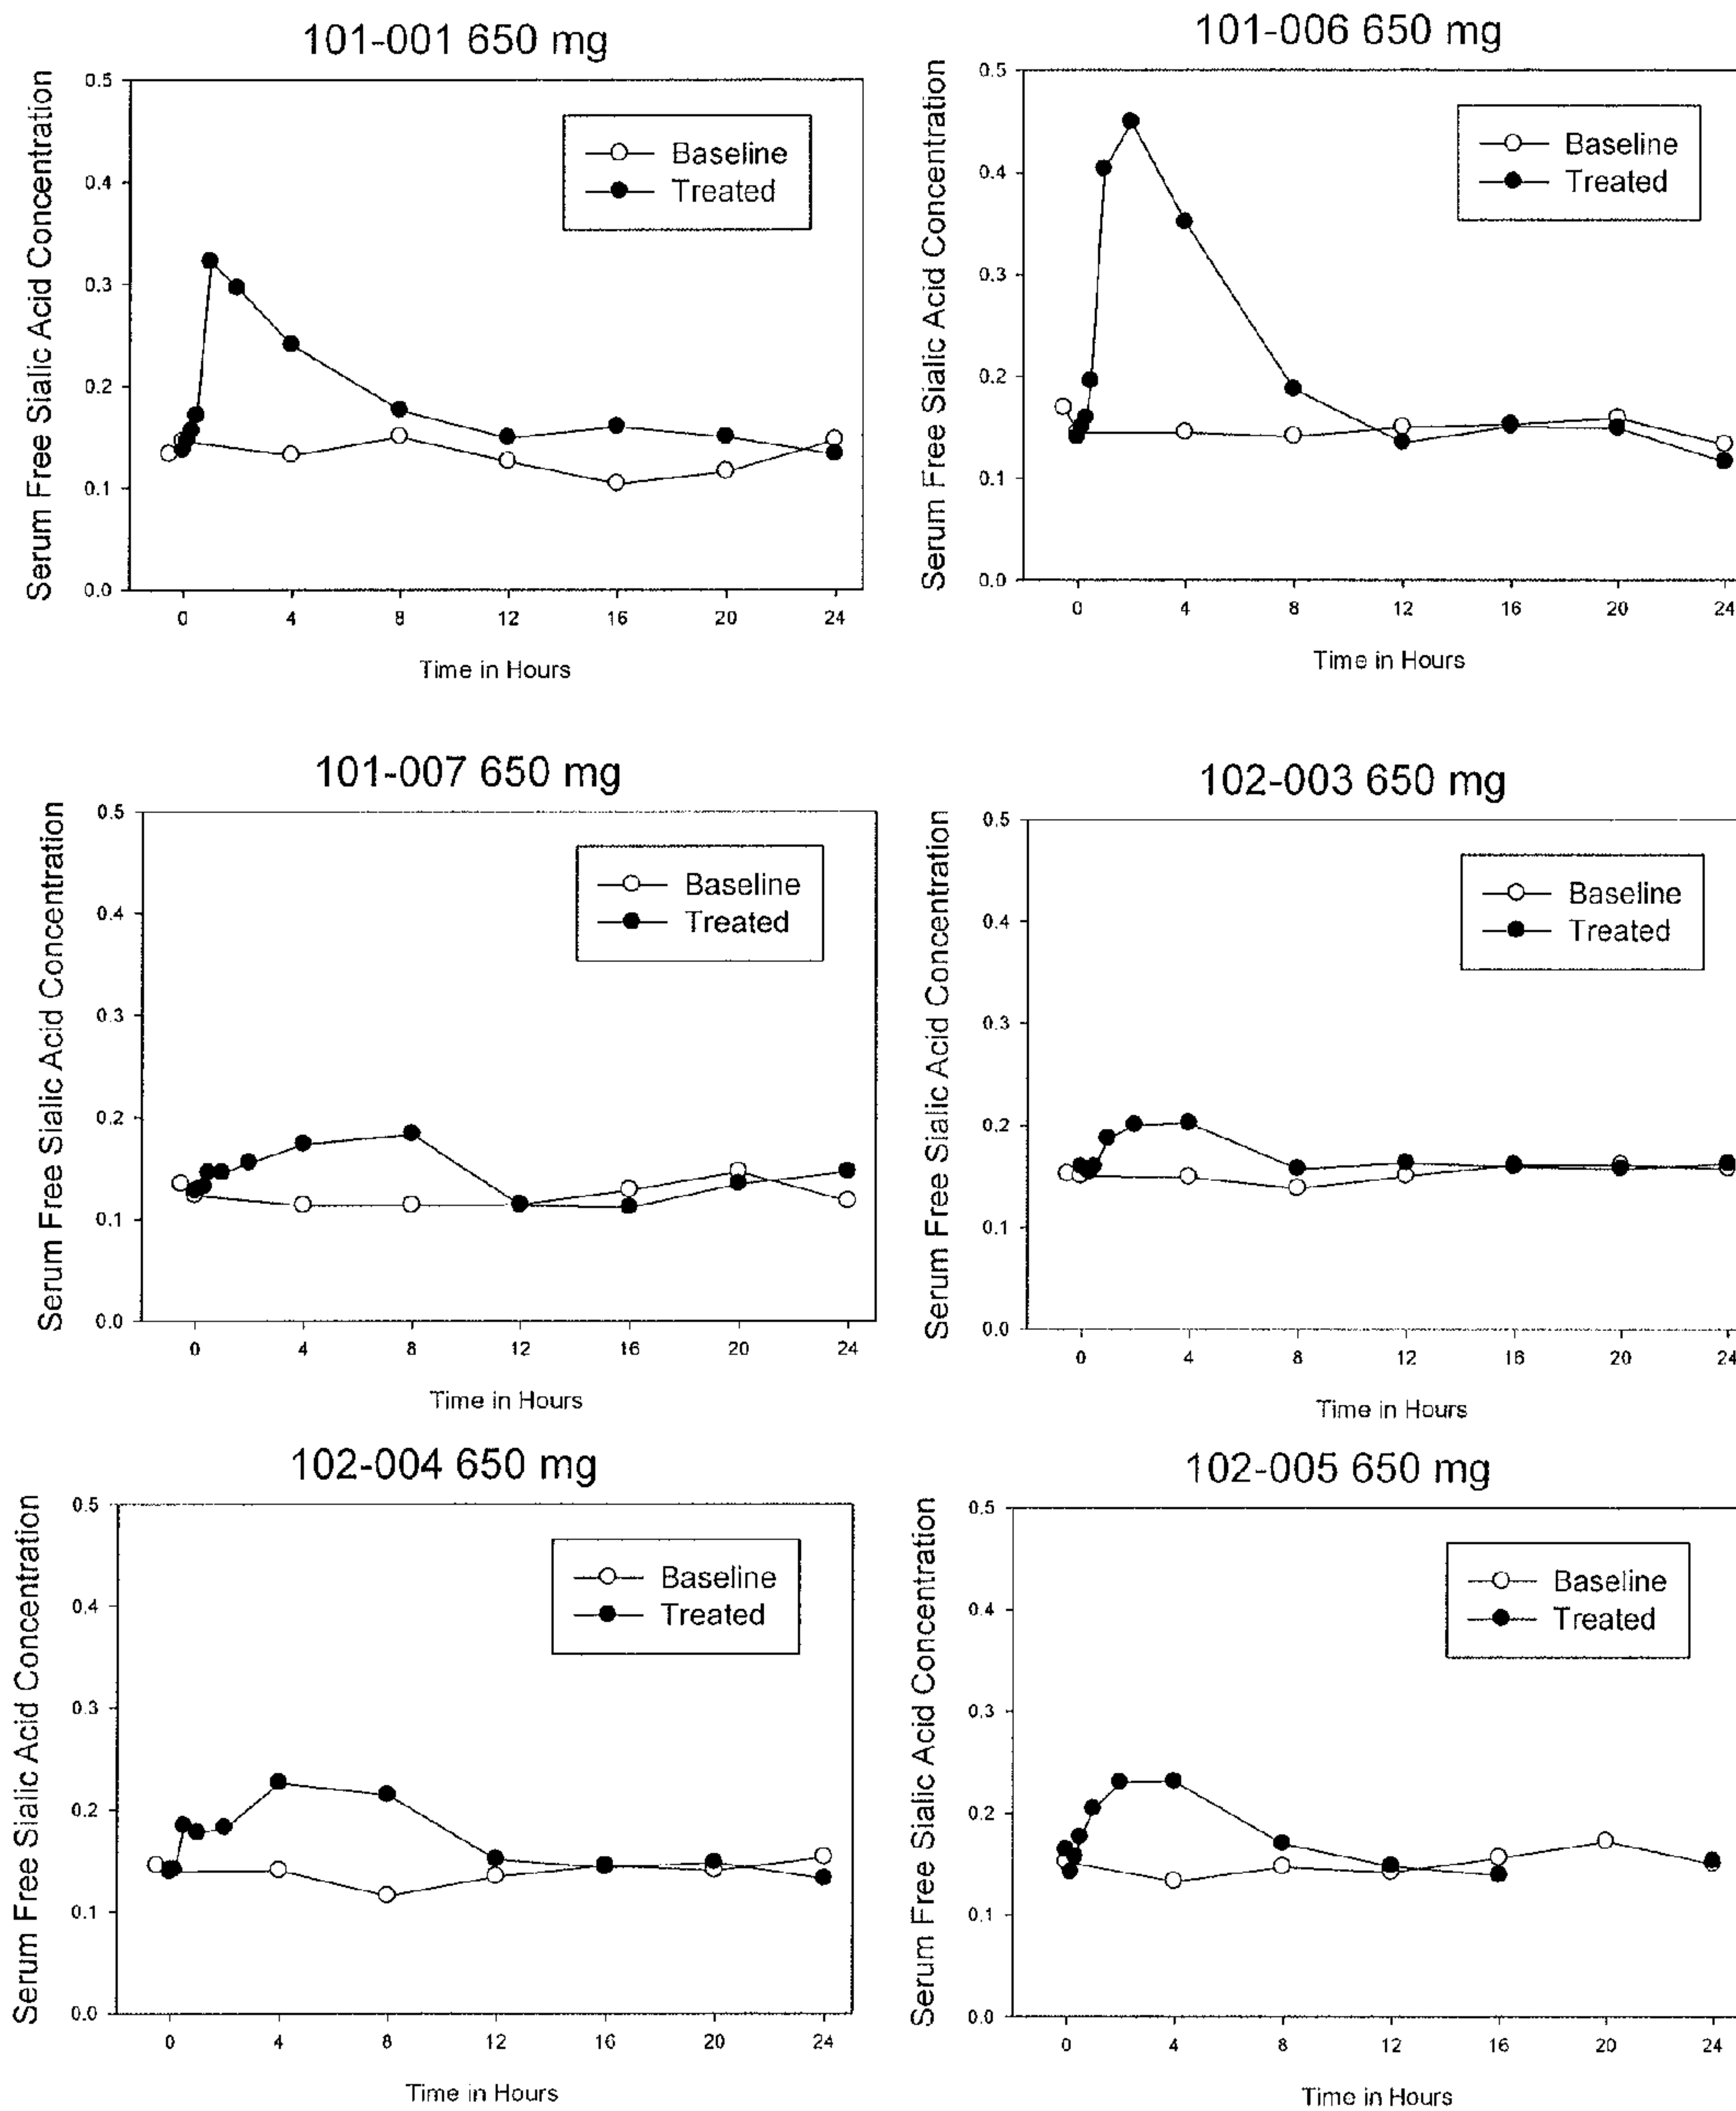 101-001 650 mg
Serum Free Sialic Acid Concentration
0.5
0.4
0.3
0.2
0.1
0.0
Baseline
Treated
0 4 8 12 16 20 24
Time in Hours
101-006 650 mg
Serum Free Sialic Acid Concentration
0.5
0.4
0.3
0.2
0.1
0.0
Baseline
Treated
0 4 8 12 16 20 24
Time in Hours
101-007 650 mg
Serum Free Sialic Acid Concentration
0.5
0.4
0.3
0.2
0.1
0.0
Baseline
Treated
0 4 8 12 16 20 24
Time in Hours
102-003 650 mg
Serum Free Sialic Acid Concentration
0.5
0.4
0.3
0.2
0.1
0.0
Baseline
Treated
0 4 8 12 16 20 24
Time in Hours
102-004 650 mg
Serum Free Sialic Acid Concentration
0.5
0.4
0.3
0.2
0.1
0.0
Baseline
Treated
0 4 8 12 16 20 24
Time in Hours
102-005 650 mg
Serum Free Sialic Acid Concentration
0.5
0.4
0.3
0.2
0.1
0.0
Baseline
Treated
0 4 8 12 16 20 24
Time in Hours